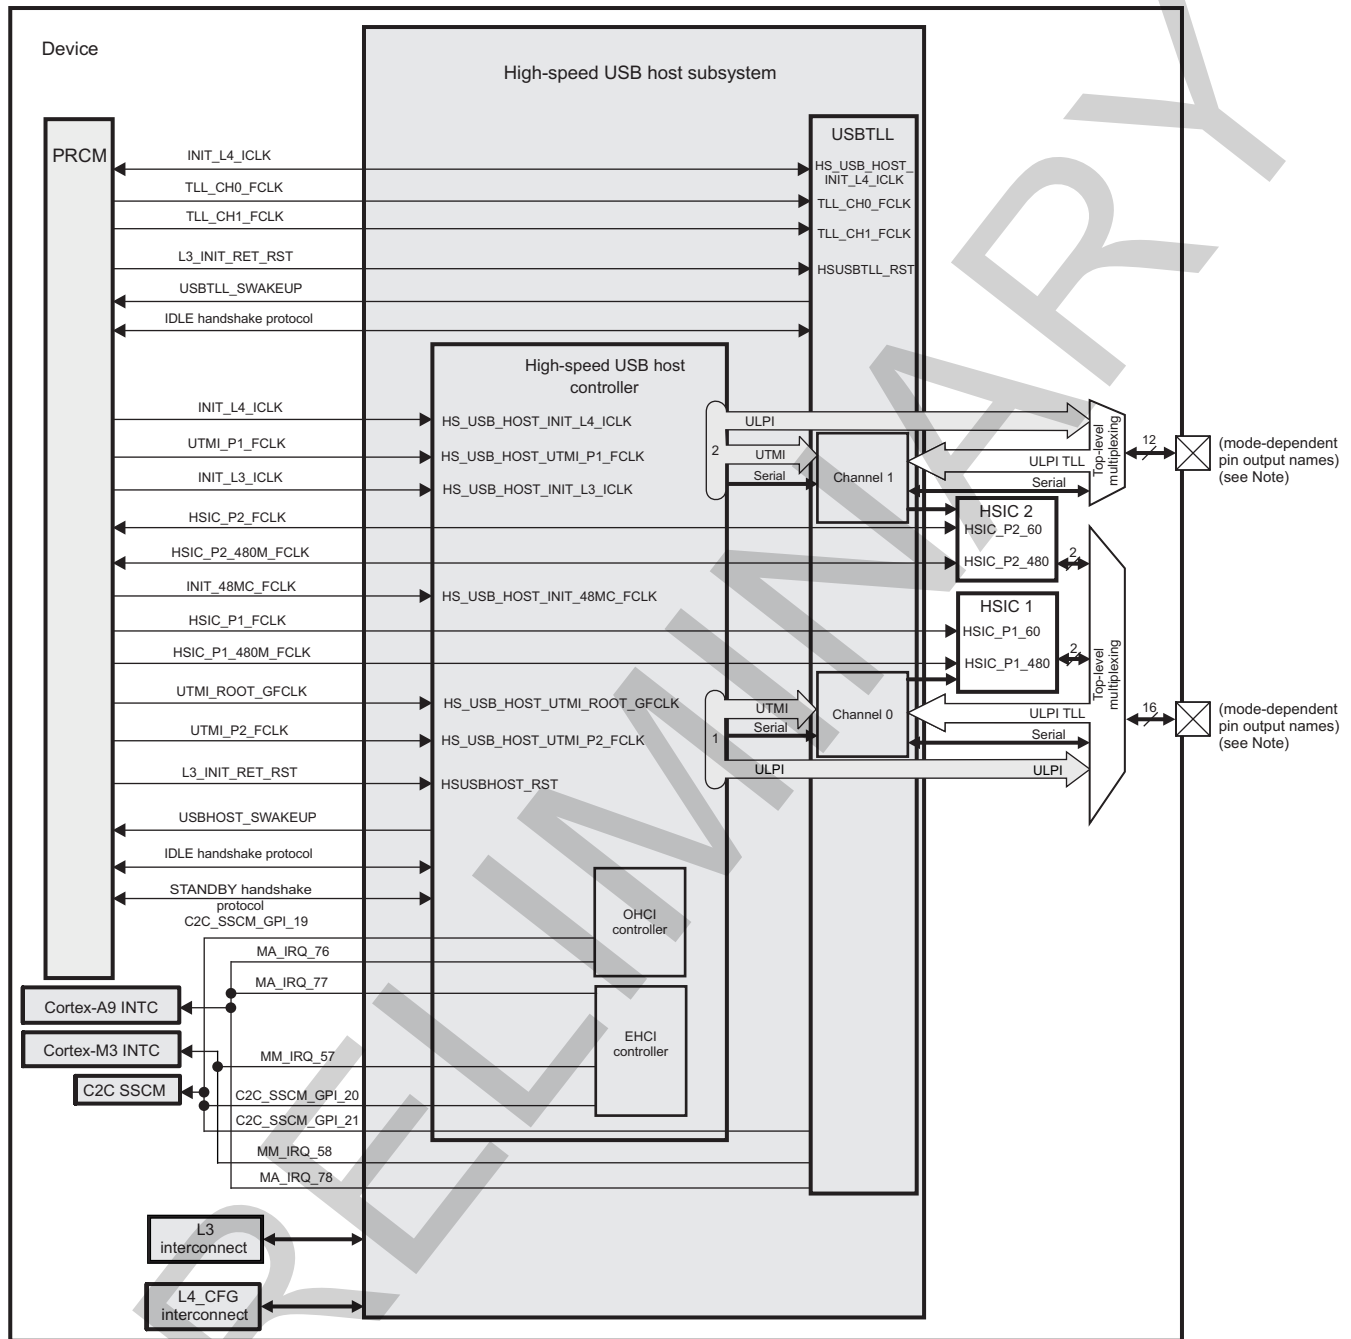 Device
High-speed USB host subsystem
PRCM
USBTLL
INIT_L4_ICLK
HS_USB_HOST_
INIT_L4_ICLK
TLL_CH0_FCLK
TLL_CH0_FCLK
TLL_CH1_FCLK
TLL_CH1_FCLK
L3_INIT_RET_RST
HSUSBTLL_RST
USBTLL_SWAKEUP
IDLE handshake protocol
High-speed USB host
controller
INIT_L4_ICLK
HS_USB_HOST_INIT_L4_ICLK
UTMI_P1_FCLK
HS_USB_HOST_UTMI_P1_FCLK
INIT_L3_ICLK
HS_USB_HOST_INIT_L3_ICLK
2
ULPI
UTMI
Serial
Channel 1
ULPI TLL
Serial
Top-level
multiplexing
12
(mode-dependent
pin output names)
(see Note)
HSIC_P2_FCLK
HSIC 2
HSIC_P2_60
HSIC_P2_480M_FCLK
HSIC_P2_480
2
INIT_48MC_FCLK
HS_USB_HOST_INIT_48MC_FCLK
HSIC_P1_FCLK
HSIC 1
HSIC_P1_60
HSIC_P1_480M_FCLK
HSIC_P1_480
2
Top-level
multiplexing
UTMI_ROOT_GFCLK
HS_USB_HOST_UTMI_ROOT_GFCLK
UTMI_P2_FCLK
HS_USB_HOST_UTMI_P2_FCLK
1
UTMI
Serial
ULPI
Channel 0
ULPI TLL
Serial
ULPI
16
(mode-dependent
pin output names)
(see Note)
L3_INIT_RET_RST
HSUSBHOST_RST
USBHOST_SWAKEUP
IDLE handshake protocol
STANDBY handshake
protocol
C2C_SSCM_GPI_19
OHCI
controller
MA_IRQ_76
MA_IRQ_77
Cortex-A9 INTC
EHCI
controller
Cortex-M3 INTC
MM_IRQ_57
C2C SSCM
C2C_SSCM_GPI_20
C2C_SSCM_GPI_21
MM_IRQ_58
MA_IRQ_78
L3
interconnect
L4_CFG
interconnect
RELIMINARY